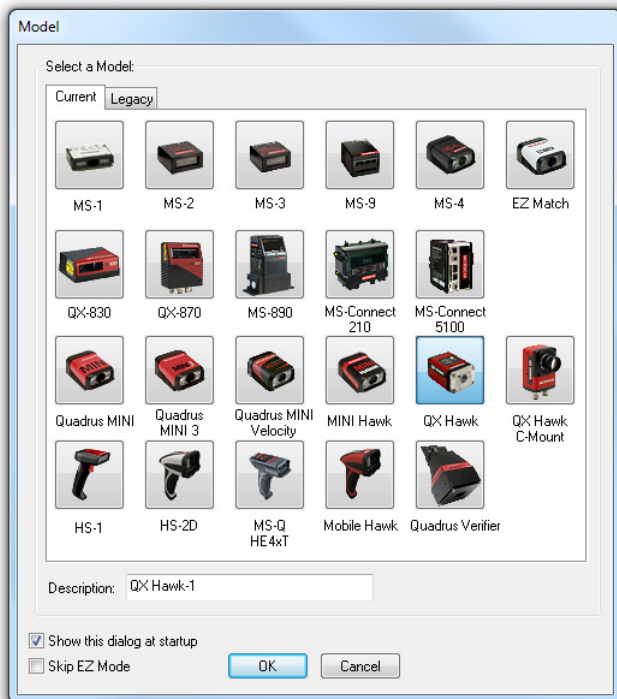 Model
Select a Model:
Current Legacy
MS-1 MS-2 MS-3 MS-9 MS-4 EZ Match
QX-830 QX-870 MS-890 MS-Connect 210 MS-Connect 5100
Quadrus MINI Quadrus MINI 3 Quadrus MINI Velocity MINI Hawk QX Hawk QX Hawk C-Mount
HS-1 HS-2D MS-Q HE4xT Mobile Hawk Quadrus Verifier
Description: QX Hawk-1
Show this dialog at startup
Skip EZ Mode OK Cancel